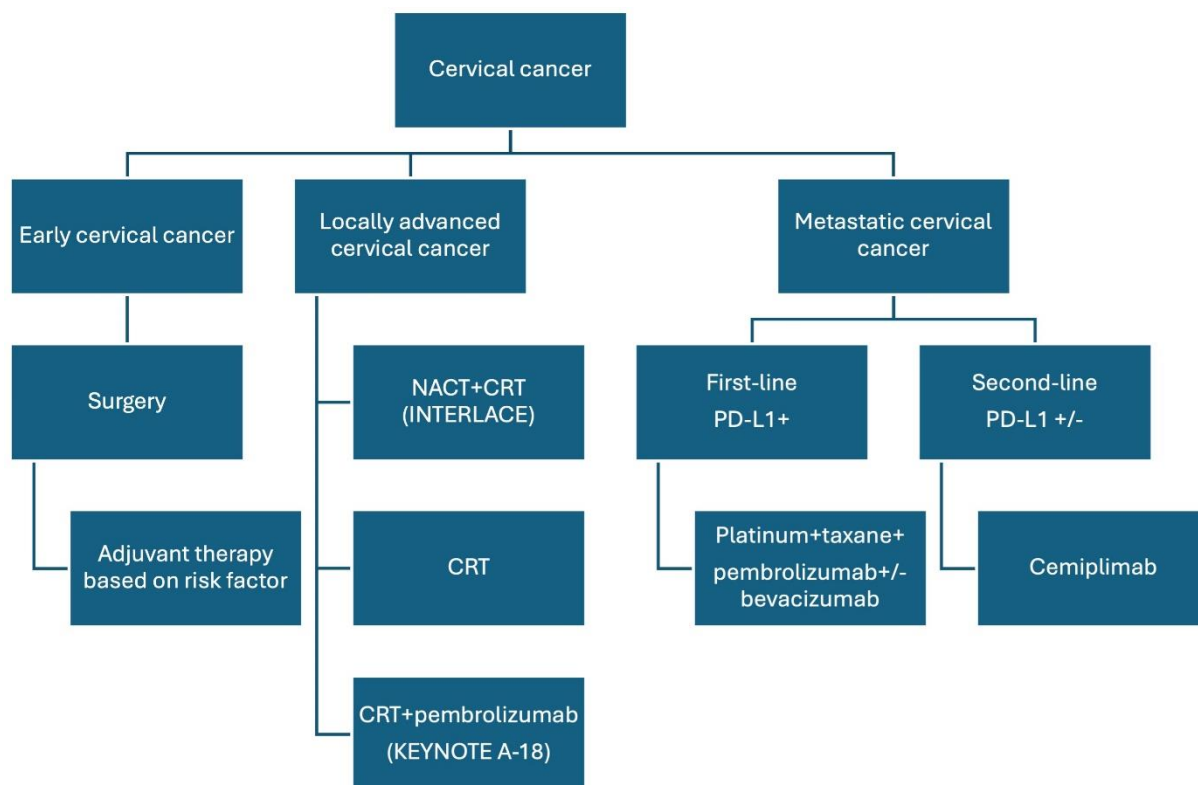 Cervical cancer
Early cervical cancer
Locally advanced
cervical cancer
Metastatic cervical
cancer
Surgery
NACT+CRT
(INTERLACE)
First-line
PD-L1+
Second-line
PD-L1 +/-
Adjuvant therapy
based on risk factor
CRT
Platinum+taxane+
pembrolizumab+/-
bevacizumab
Cemiplimab
CRT+pembrolizumab
(KEYNOTE A-18)